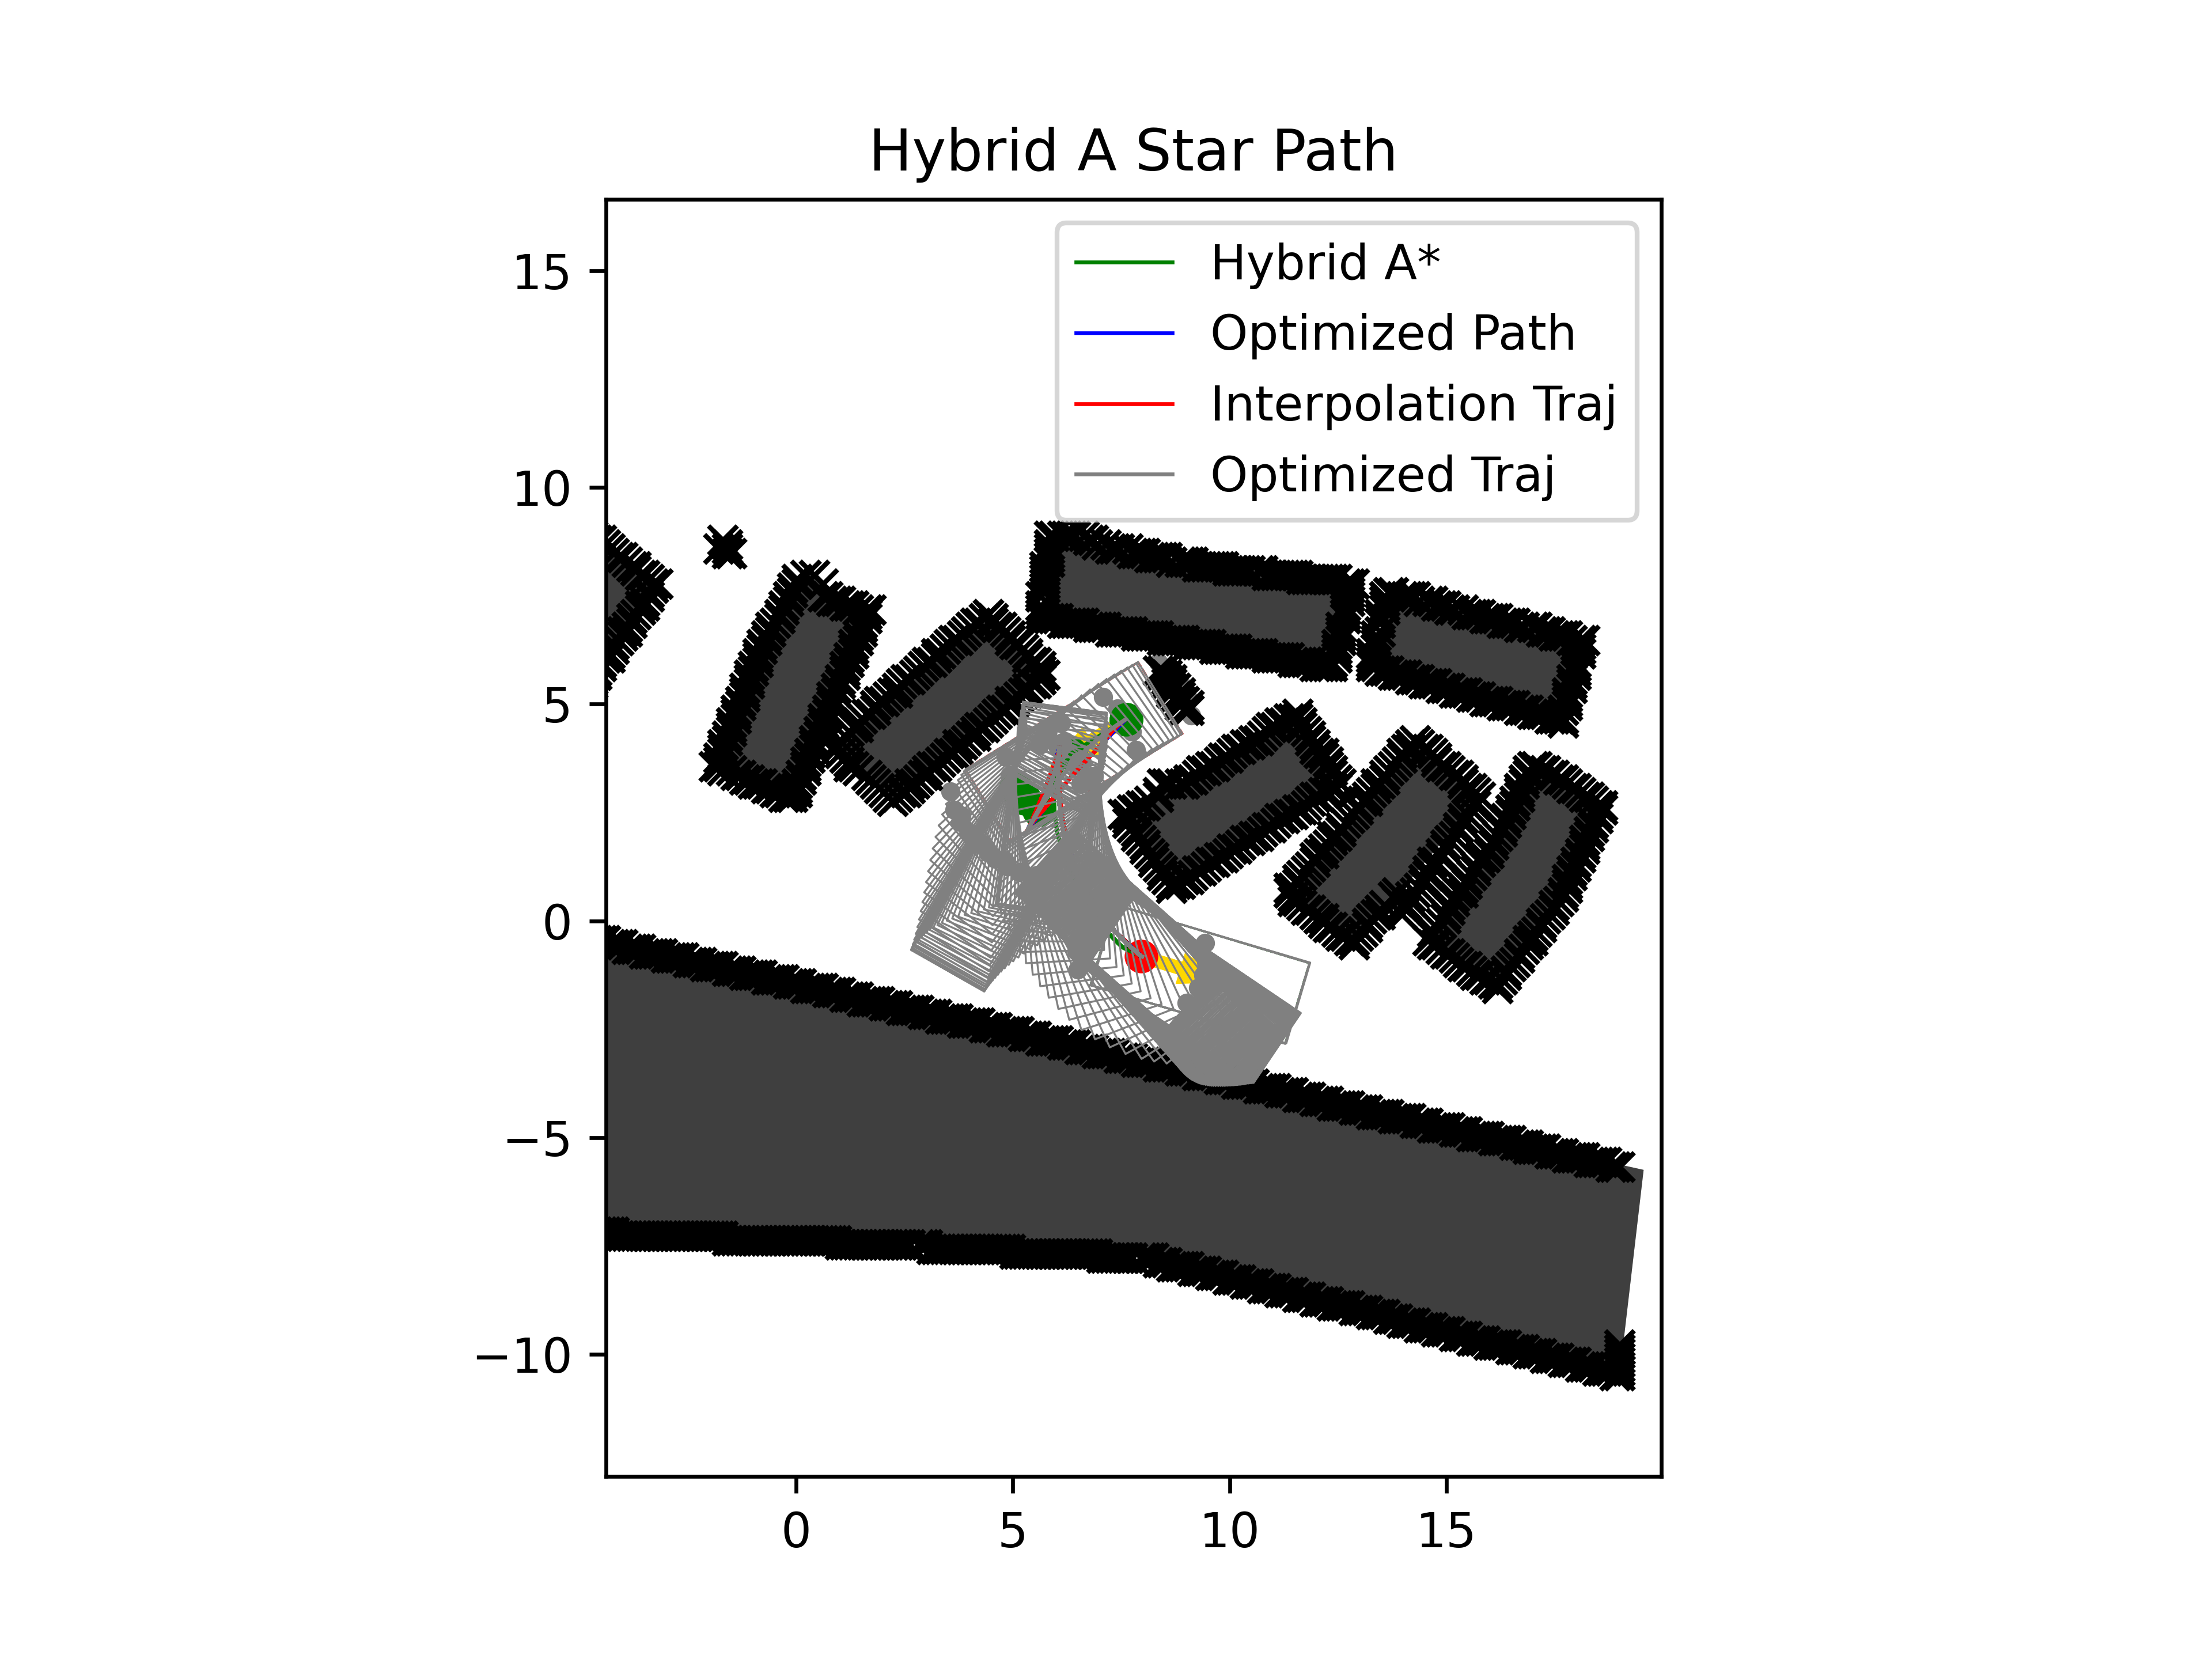 Hybrid A Star Path
Hybrid A*
Optimized Path
Interpolation Traj
Optimized Traj
15
10
5
0
−5
−10
0
5
10
15